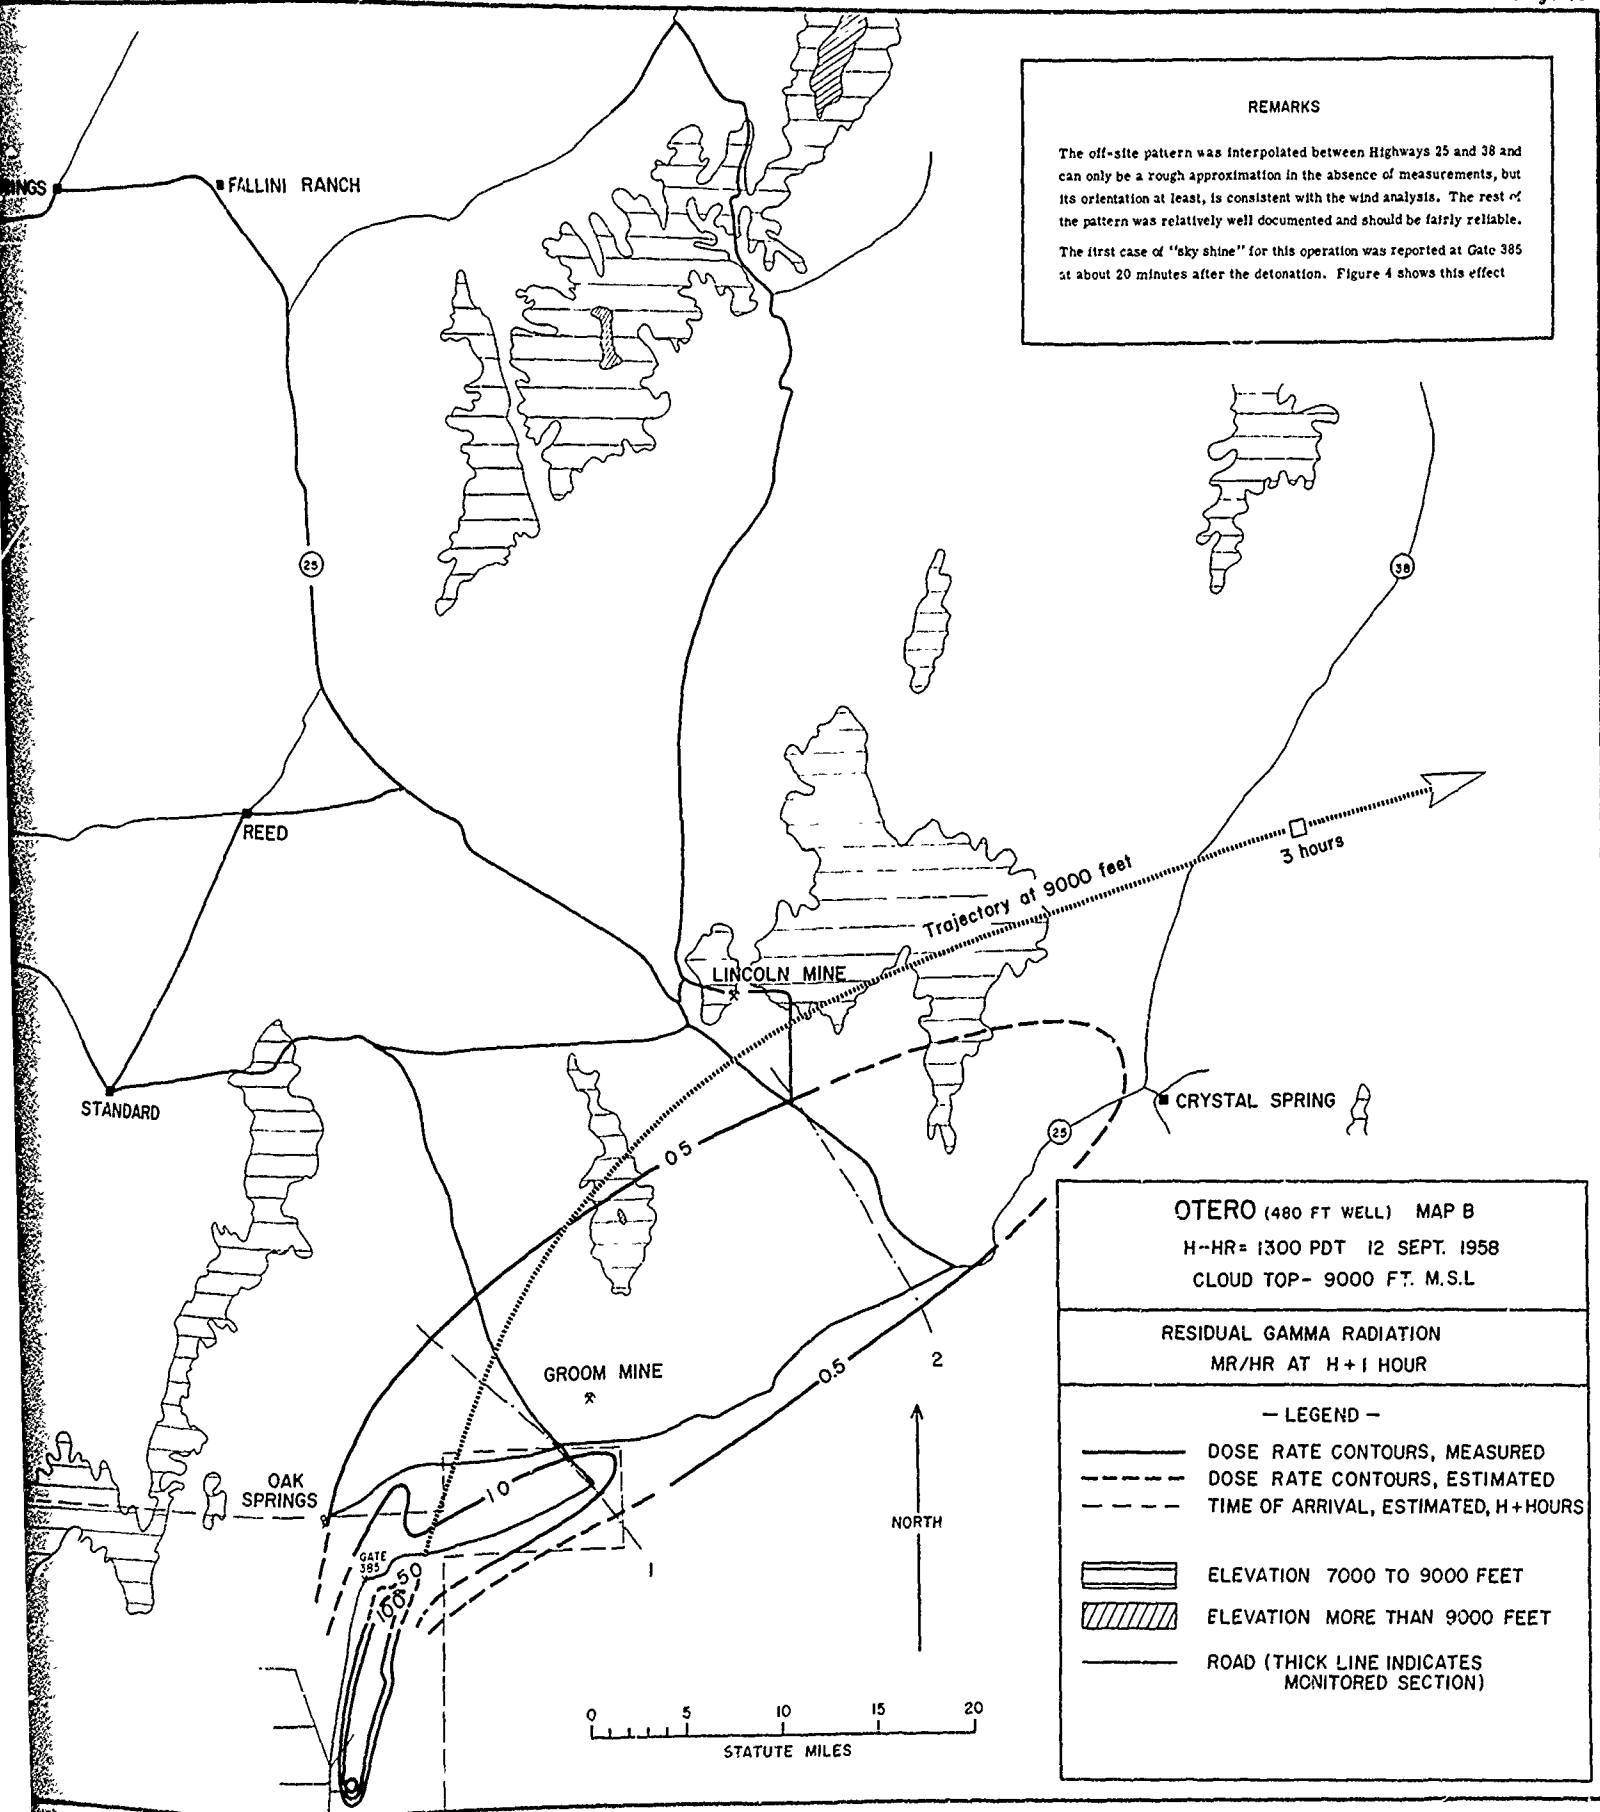 REMARKS
The off-site pattern was interpolated between Highways 25 and 38 and
can only be a rough approximation in the absence of measurements, but
its orientation at least, is consistent with the wind analysis. The rest of
the pattern was relatively well documented and should be fairly reliable.
The first case of "sky shine" for this operation was reported at Gate 385
at about 20 minutes after the detonation. Figure 4 shows this effect
INGS
FALLINI RANCH
25
38
REED
3 hours
Trajectory at 9000 feet
LINCOLN MINE
STANDARD
CRYSTAL SPRING
25
0.5
OTERO (480 FT WELL) MAP B
H-HR= 1300 PDT 12 SEPT. 1958
CLOUD TOP- 9000 FT. M.S.L
RESIDUAL GAMMA RADIATION
MR/HR AT H+1 HOUR
GROOM MINE
2
0.5
— LEGEND —
DOSE RATE CONTOURS, MEASURED
DOSE RATE CONTOURS, ESTIMATED
TIME OF ARRIVAL, ESTIMATED, H+HOURS
ELEVATION 7000 TO 9000 FEET
ELEVATION MORE THAN 9000 FEET
ROAD (THICK LINE INDICATES
MONITORED SECTION)
OAK
SPRINGS
10
NORTH
GATE
385
50
100
1
0 5 10 15 20
STATUTE MILES